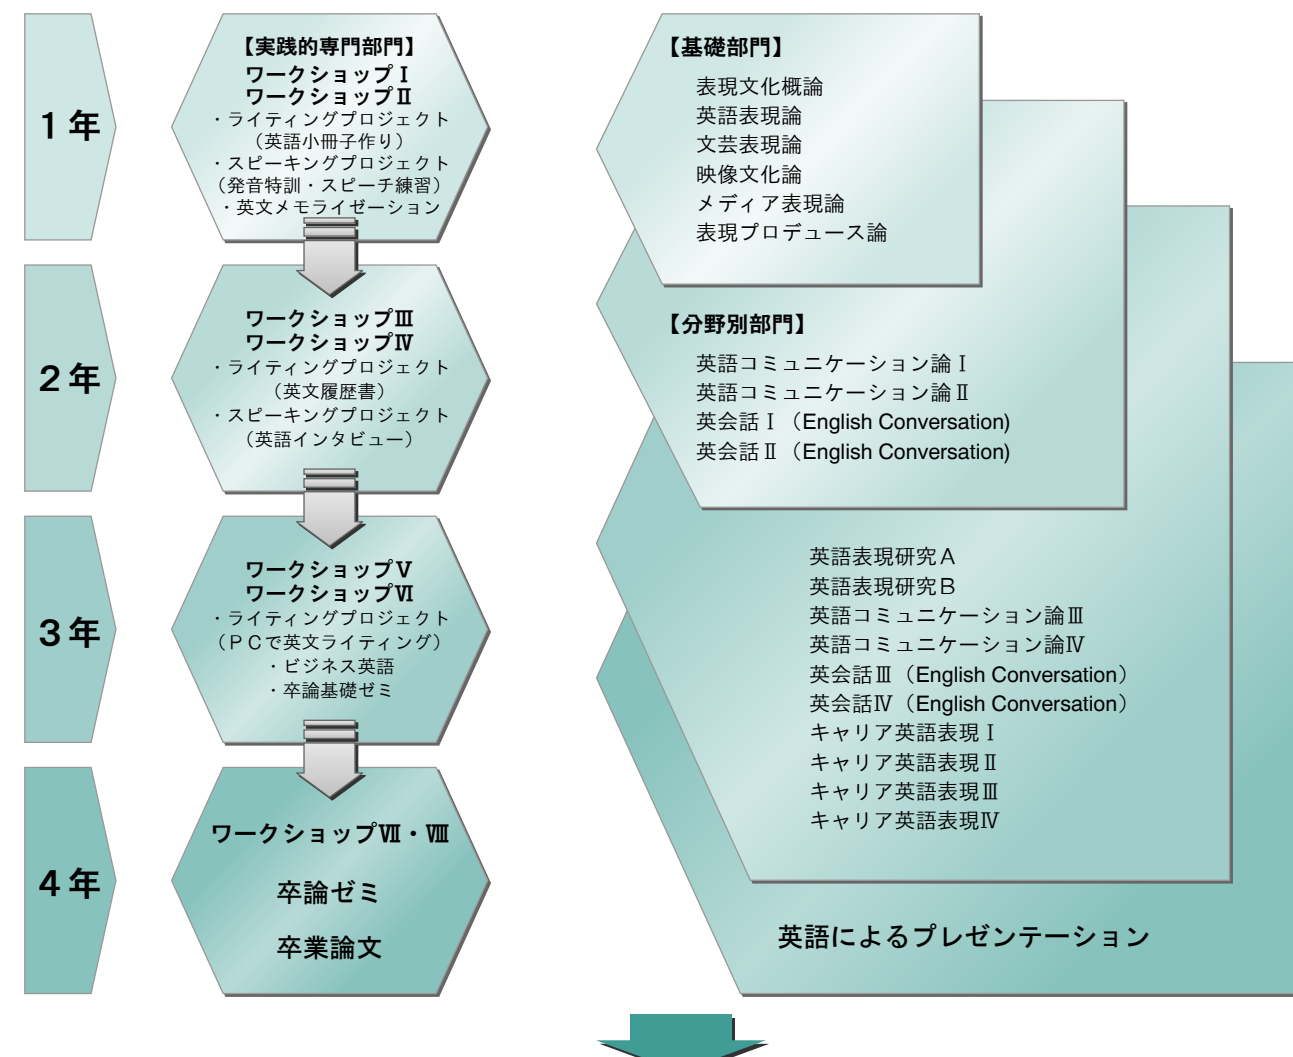 1年
【実践的専門部門】
ワークショップⅠ
ワークショップⅡ
・ライティングプロジェクト
（英語小冊子作り）
・スピーキングプロジェクト
（発音特訓・スピーチ練習）
・英文メモライゼーション
2年
ワークショップⅢ
ワークショップⅣ
・ライティングプロジェクト
（英文履歴書）
・スピーキングプロジェクト
（英語インタビュー）
3年
ワークショップⅤ
ワークショップⅥ
・ライティングプロジェクト
（ＰＣで英文ライティング）
・ビジネス英語
・卒論基礎ゼミ
4年
ワークショップⅦ・Ⅷ
卒論ゼミ
卒業論文
【基礎部門】
表現文化概論
英語表現論
文芸表現論
映像文化論
メディア表現論
表現プロデュース論
【分野別部門】
英語コミュニケーション論Ⅰ
英語コミュニケーション論Ⅱ
英会話Ⅰ（English Conversation)
英会話Ⅱ（English Conversation)
英語表現研究Ａ
英語表現研究Ｂ
英語コミュニケーション論Ⅲ
英語コミュニケーション論Ⅳ
英会話Ⅲ（English Conversation）
英会話Ⅳ（English Conversation）
キャリア英語表現Ⅰ
キャリア英語表現Ⅱ
キャリア英語表現Ⅲ
キャリア英語表現Ⅳ
英語によるプレゼンテーション